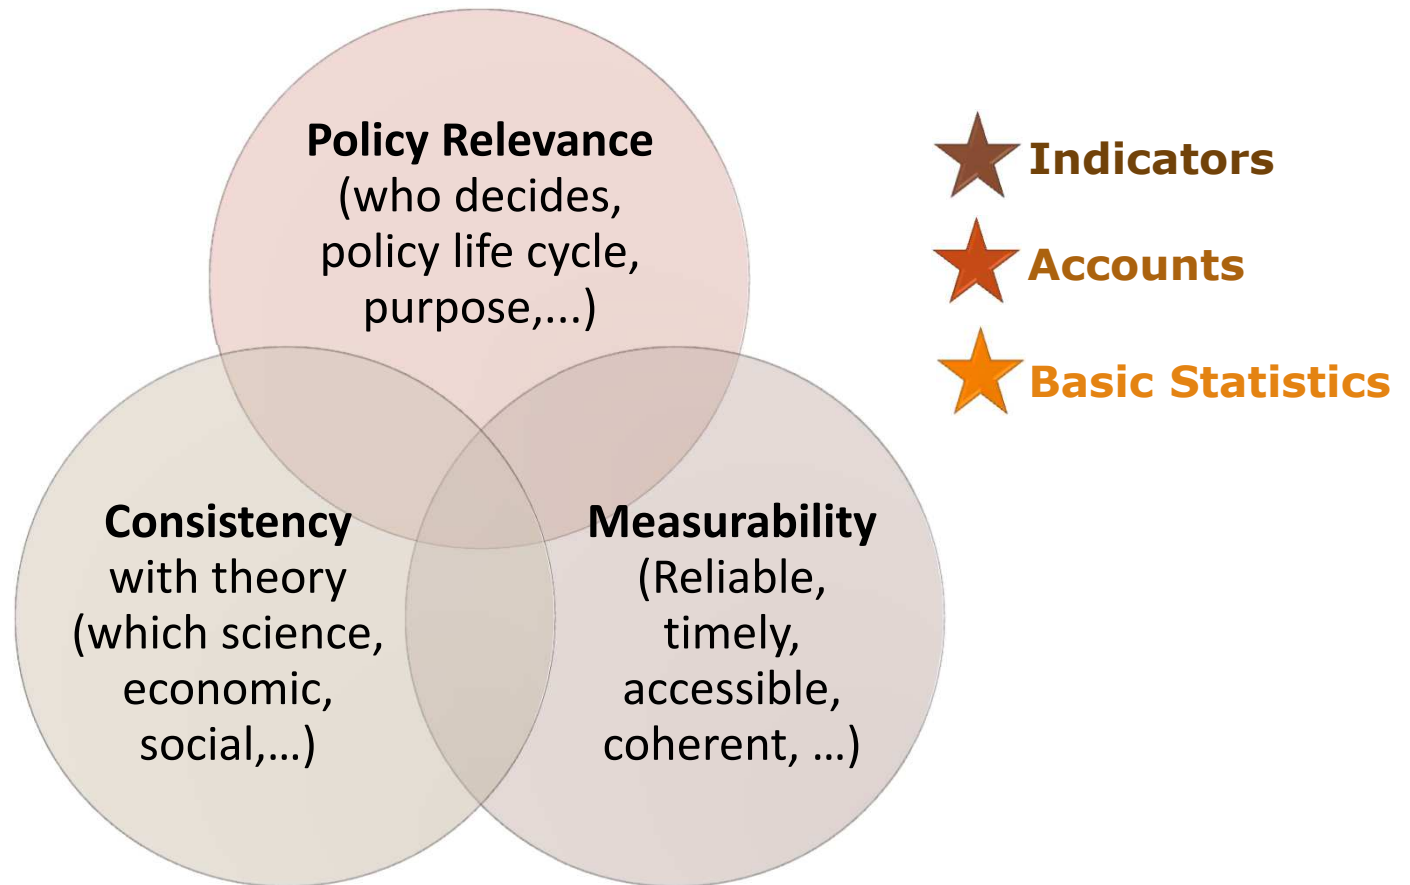 Policy Relevance
(who decides,
policy life cycle,
purpose,...)
Consistency
with theory
(which science,
economic,
social,...)
Measurability
(Reliable,
timely,
accessible,
coherent, ...)
Indicators
Accounts
Basic Statistics